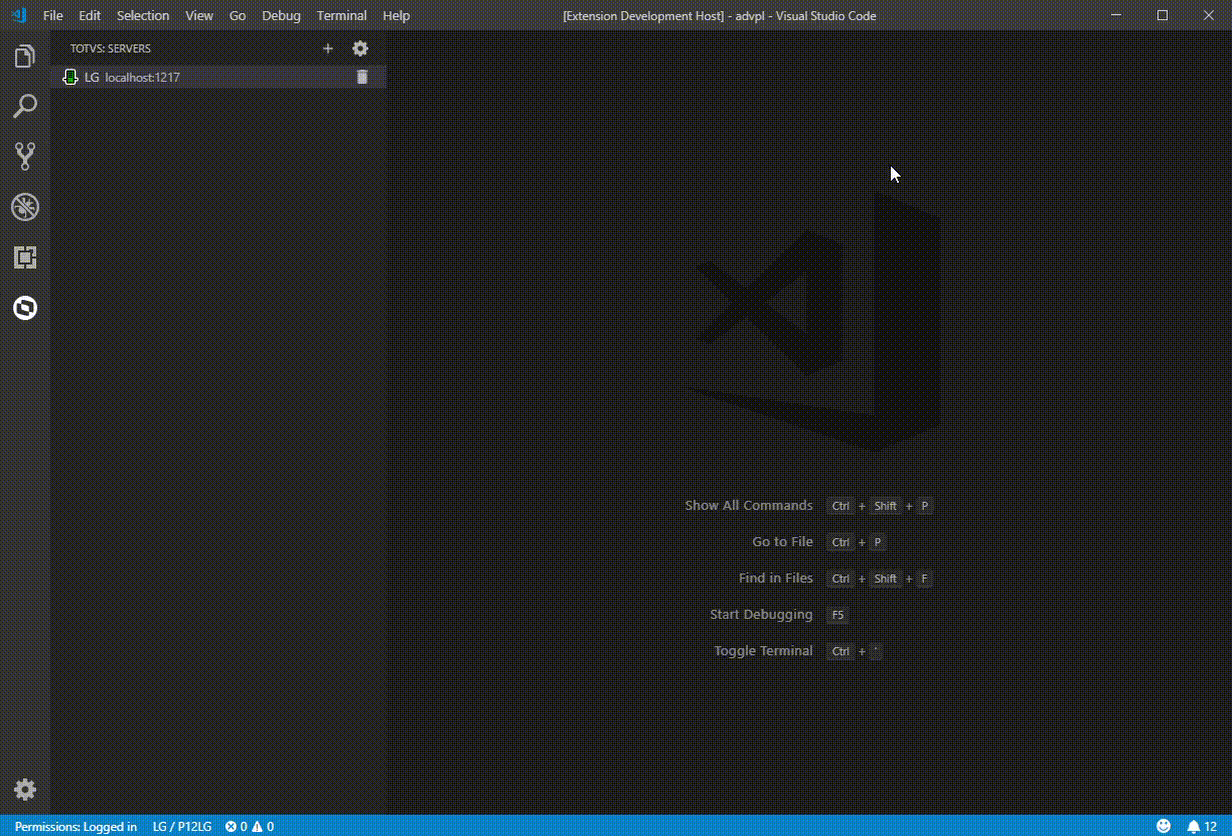 File Edit Selection View Go Debug Terminal Help [Extension Development Host] - advpl - Visual Studio Code
TOTVS: SERVERS +
LG localhost:1217
Show All Commands Ctrl + Shift + P
Go to File Ctrl + P
Find in Files Ctrl + Shift + F
Start Debugging F5
Toggle Terminal Ctrl + `
Permissions: Logged in LG / P12LG 0 0 12